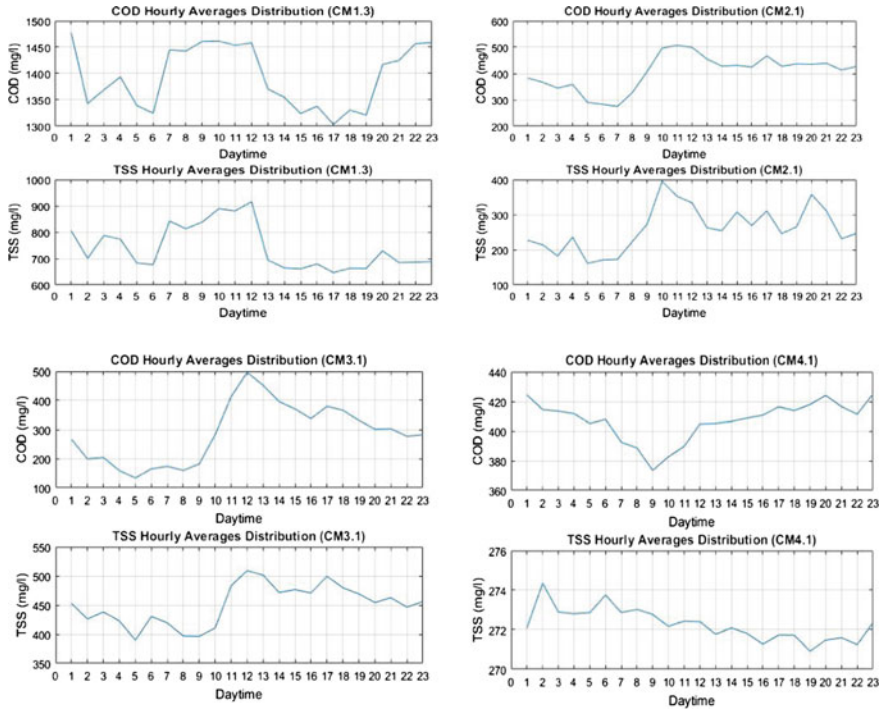 COD Hourly Averages Distribution (CM1.3)
1500
1450
1400
1350
1300
COD (mg/l)
0 1 2 3 4 5 6 7 8 9 10 11 12 13 14 15 16 17 18 19 20 21 22 23
Daytime
TSS Hourly Averages Distribution (CM1.3)
1000
900
800
700
600
TSS (mg/l)
0 1 2 3 4 5 6 7 8 9 10 11 12 13 14 15 16 17 18 19 20 21 22 23
Daytime
COD Hourly Averages Distribution (CM2.1)
600
500
400
300
200
COD (mg/l)
0 1 2 3 4 5 6 7 8 9 10 11 12 13 14 15 16 17 18 19 20 21 22 23
Daytime
TSS Hourly Averages Distribution (CM2.1)
400
300
200
100
TSS (mg/l)
0 1 2 3 4 5 6 7 8 9 10 11 12 13 14 15 16 17 18 19 20 21 22 23
Daytime
COD Hourly Averages Distribution (CM3.1)
500
400
300
200
100
COD (mg/l)
0 1 2 3 4 5 6 7 8 9 10 11 12 13 14 15 16 17 18 19 20 21 22 23
Daytime
TSS Hourly Averages Distribution (CM3.1)
550
500
450
400
350
TSS (mg/l)
0 1 2 3 4 5 6 7 8 9 10 11 12 13 14 15 16 17 18 19 20 21 22 23
Daytime
COD Hourly Averages Distribution (CM4.1)
440
420
400
380
360
COD (mg/l)
0 1 2 3 4 5 6 7 8 9 10 11 12 13 14 15 16 17 18 19 20 21 22 23
Daytime
TSS Hourly Averages Distribution (CM4.1)
276
274
272
270
TSS (mg/l)
0 1 2 3 4 5 6 7 8 9 10 11 12 13 14 15 16 17 18 19 20 21 22 23
Daytime